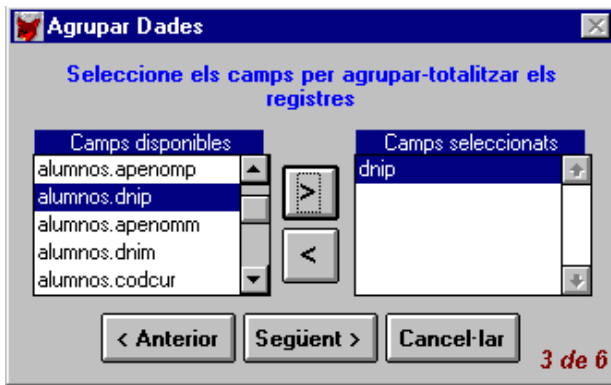 Agrupar Dades
Seleccione els camps per agrupar-totalitzar els
registres
Camps disponibles
Camps seleccionats
alumnos.apenomp
alumnos.dnip
alumnos.apenomm
alumnos.dnim
alumnos.codcur
>
<
dnip
< Anterior
Següent >
Cancel·lar
3 de 6